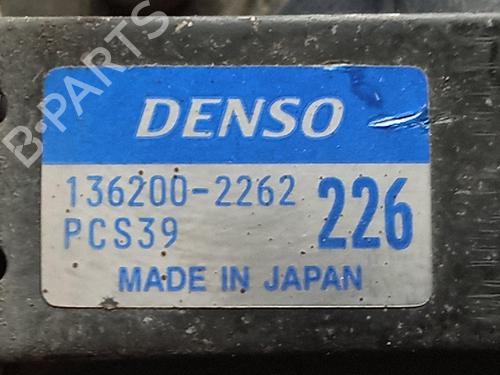 B-PARTS
DENSO
136200-2262
PCS39
226
MADE IN JAPAN